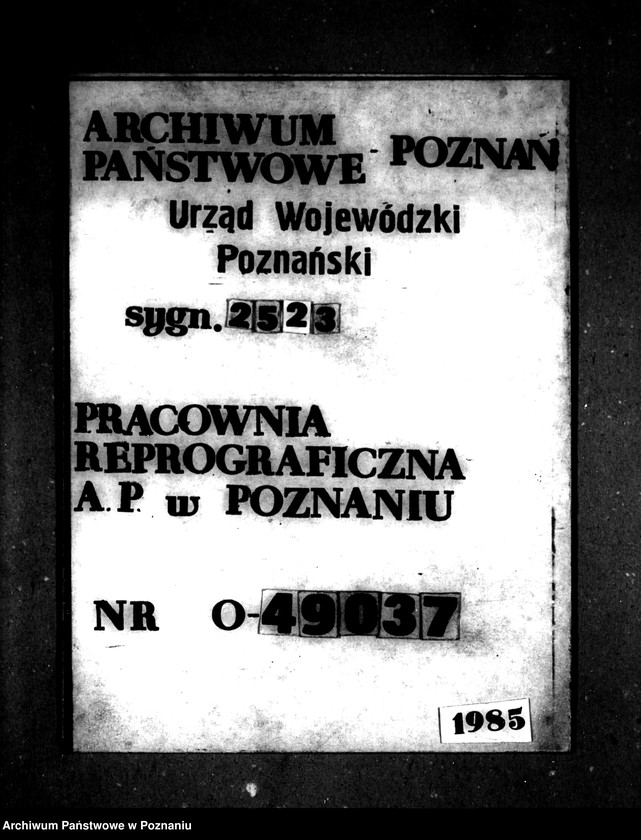 ARCHIWUM
PAŃSTWOWE - POZNAŃ
Urząd Wojewódzki
Poznański
sygn. 2523
PRACOWNIA
REPROGRAFICZNA
A.P. w POZNANIU
NR O-49037
1985
Archiwum Państwowe w Poznaniu